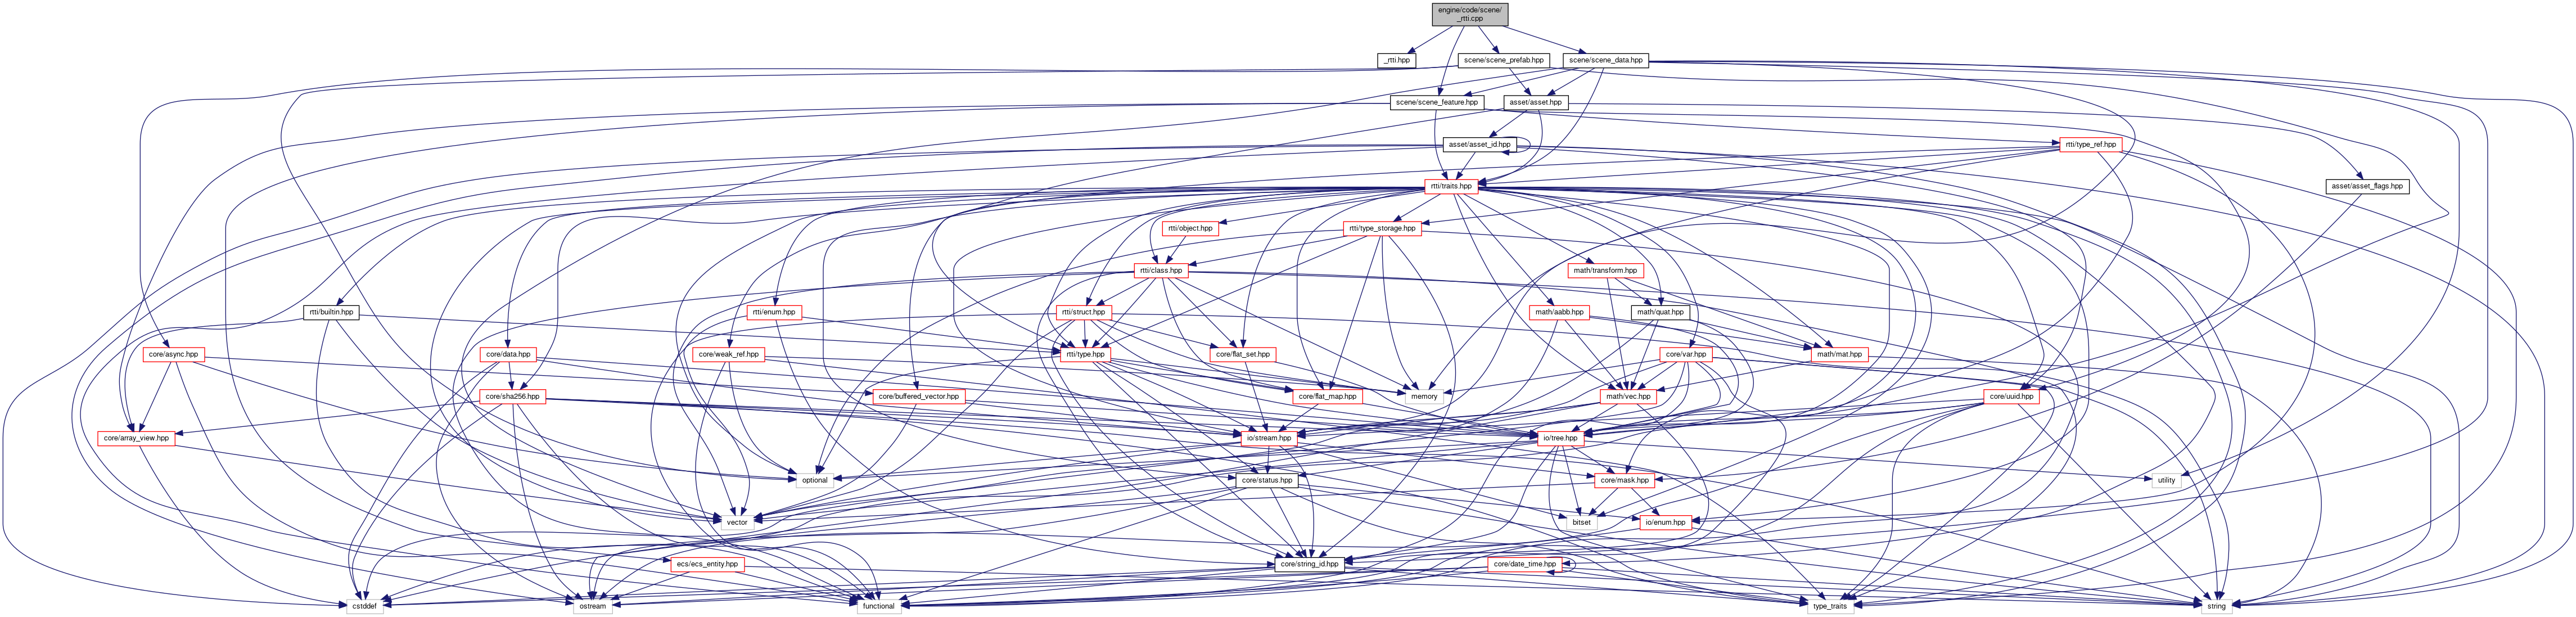 engine/code/scene/
_rtti.cpp
_rtti.hpp
scene/scene_prefab.hpp
scene/scene_data.hpp
scene/scene_feature.hpp
asset/asset.hpp
asset/asset_id.hpp
rtti/type_ref.hpp
rtti/traits.hpp
asset/asset_flags.hpp
rtti/object.hpp
rtti/type_storage.hpp
rtti/class.hpp
math/transform.hpp
rtti/builtin.hpp
rtti/enum.hpp
rtti/struct.hpp
math/aabb.hpp
math/quat.hpp
core/async.hpp
core/data.hpp
core/weak_ref.hpp
rtti/type.hpp
core/flat_set.hpp
core/var.hpp
math/mat.hpp
core/sha256.hpp
core/buffered_vector.hpp
core/flat_map.hpp
memory
math/vec.hpp
core/uuid.hpp
core/array_view.hpp
io/stream.hpp
io/tree.hpp
optional
core/status.hpp
core/mask.hpp
utility
vector
bitset
io/enum.hpp
ecs/ecs_entity.hpp
core/string_id.hpp
core/date_time.hpp
cstddef
ostream
functional
type_traits
string